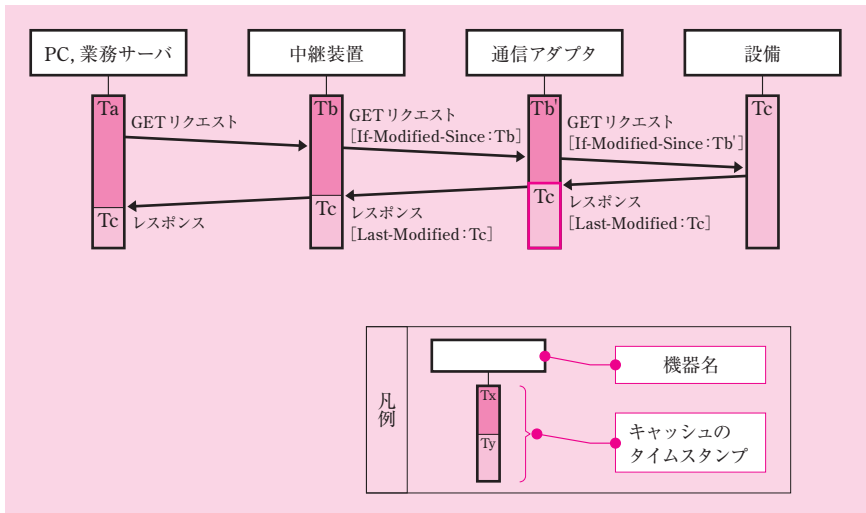 PC, 業務サーバ
中継装置
通信アダプタ
設備
Ta
Tb
Tb'
Tc
GETリクエスト
GETリクエスト
[If-Modified-Since:Tb]
GETリクエスト
[If-Modified-Since:Tb']
Tc
レスポンス
Tc
レスポンス
[Last-Modified:Tc]
Tc
レスポンス
[Last-Modified:Tc]
凡例
機器名
Tx
Ty
キャッシュの
タイムスタンプ